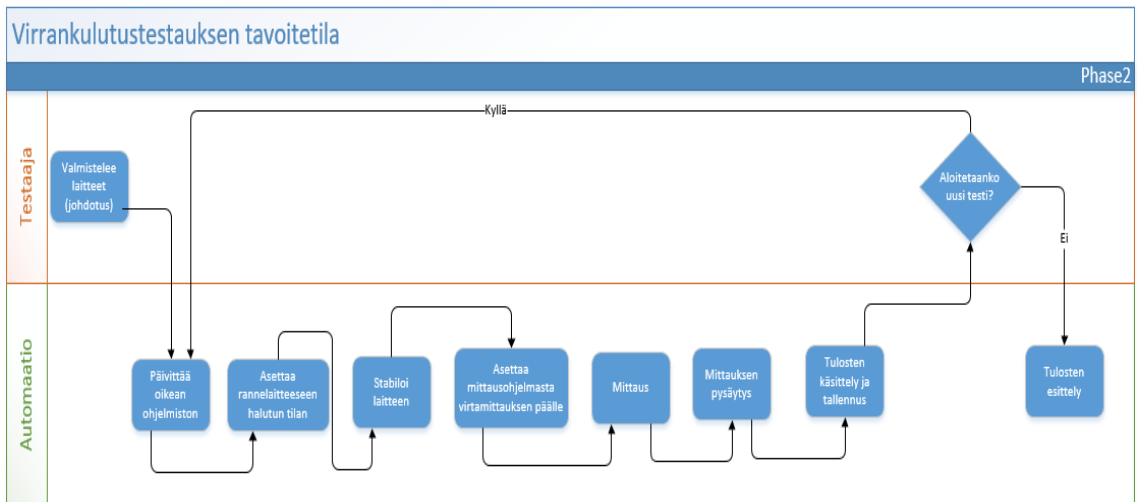 Virrankulutustestauksen tavoitetila
Phase2
Testaaja
Valmistelee
laitteet
(johdotus)
Kyllä
Aloitetaanko
uusi testi?
Ei
Automaatio
Päivittää
oikean
ohjelmiston
Asettaa
rannelaitteeseen
halutun tilan
Stabiloi
laitteen
Asettaa
mittausohjelmasta
virtamittauksen päälle
Mittaus
Mittauksen
pysäytys
Tulosten
käsittely ja
tallennus
Tulosten
esittely